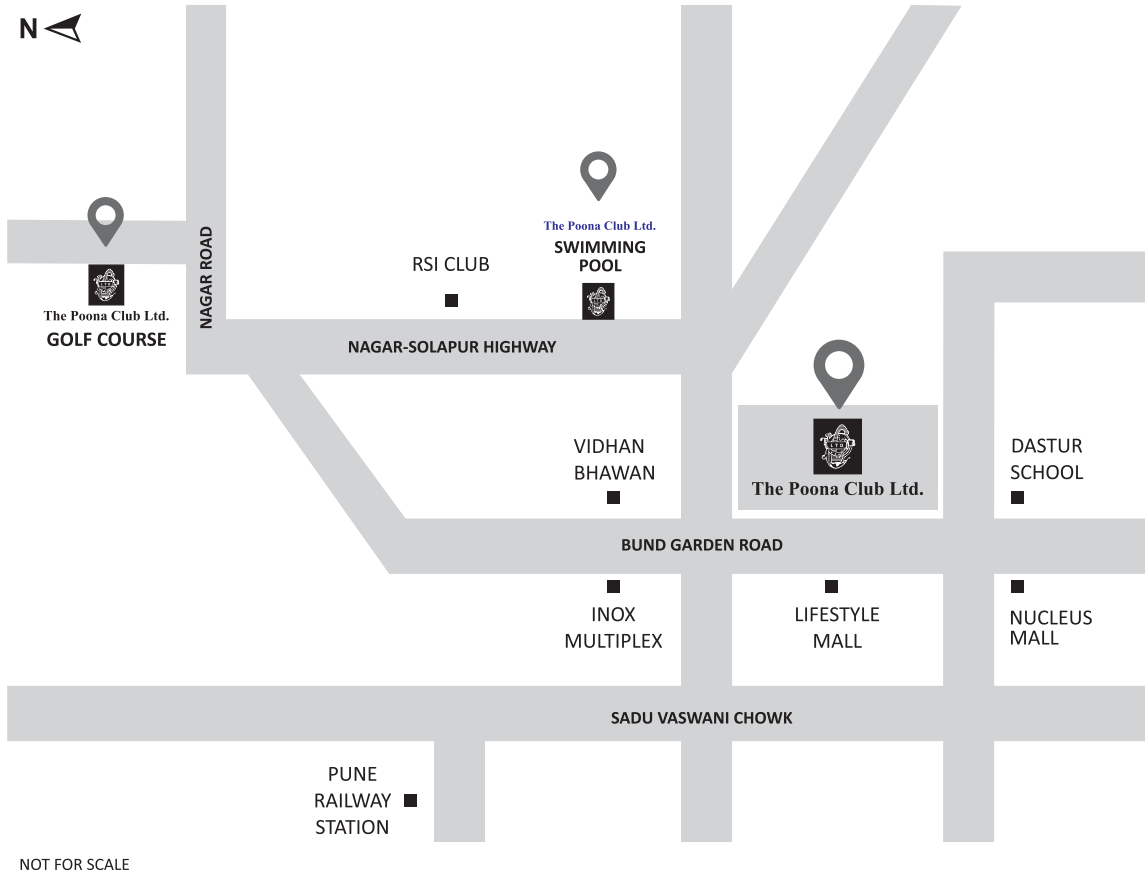 N
The Poona Club Ltd.
SWIMMING
POOL
RSI CLUB
NAGAR ROAD
The Poona Club Ltd.
GOLF COURSE
NAGAR-SOLAPUR HIGHWAY
VIDHAN
BHAWAN
LTD
The Poona Club Ltd.
DASTUR
SCHOOL
BUND GARDEN ROAD
INOX
MULTIPLEX
LIFESTYLE
MALL
NUCLEUS
MALL
SADU VASWANI CHOWK
PUNE
RAILWAY
STATION
NOT FOR SCALE